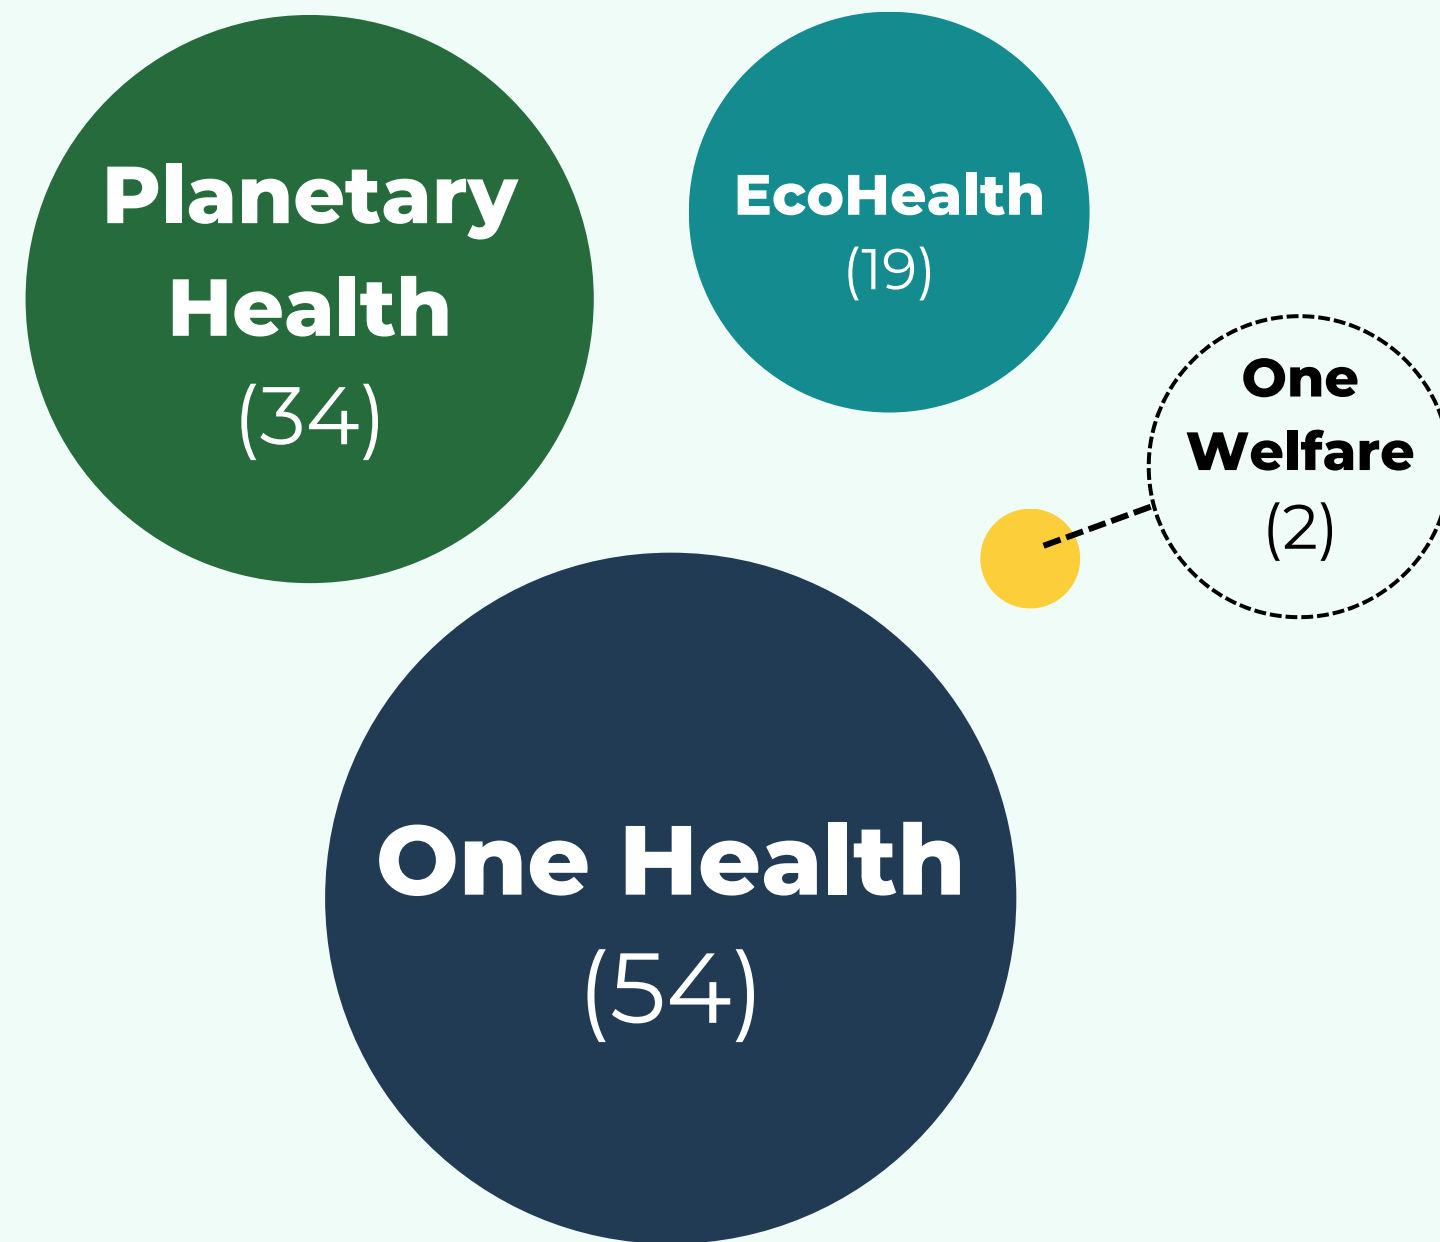 Planetary
Health
(34)
EcoHealth
(19)
One
Welfare
(2)
One Health
(54)